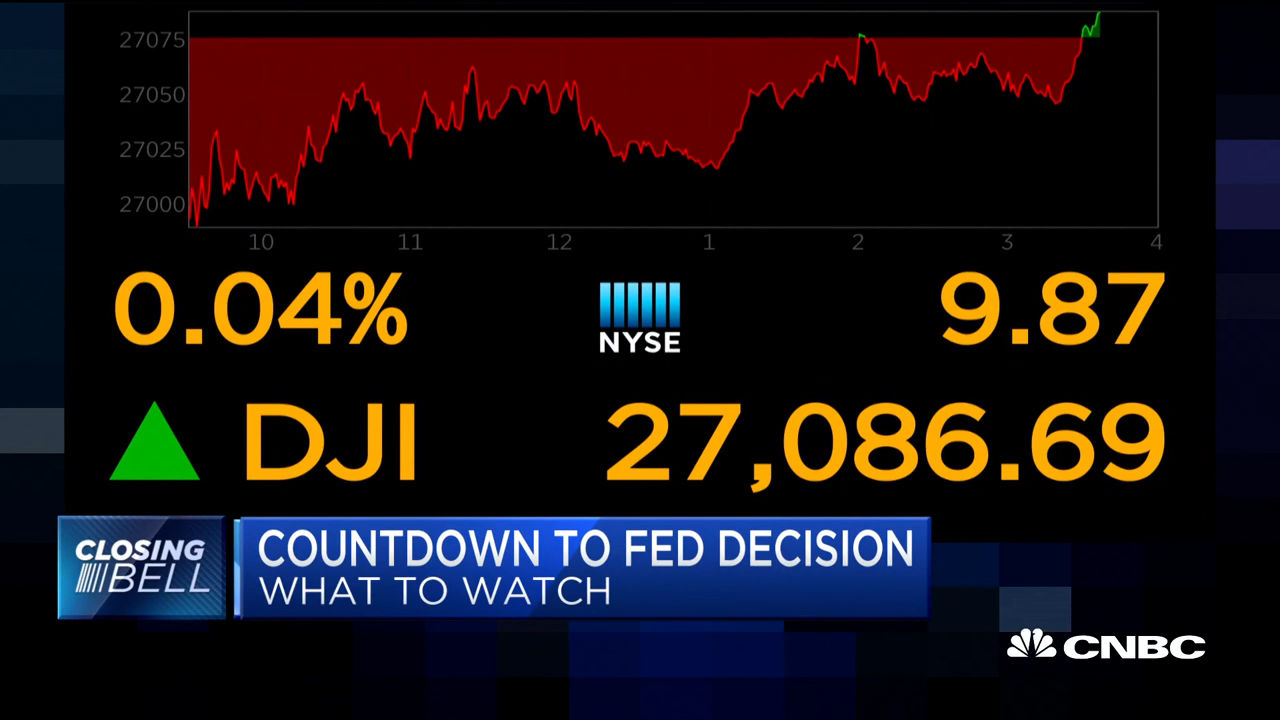 27075
27050
27025
27000
10 11 12 1 2 3 4
0.04% NYSE 9.87
DJI 27,086.69
CLOSING BELL
COUNTDOWN TO FED DECISION
WHAT TO WATCH
CNBC